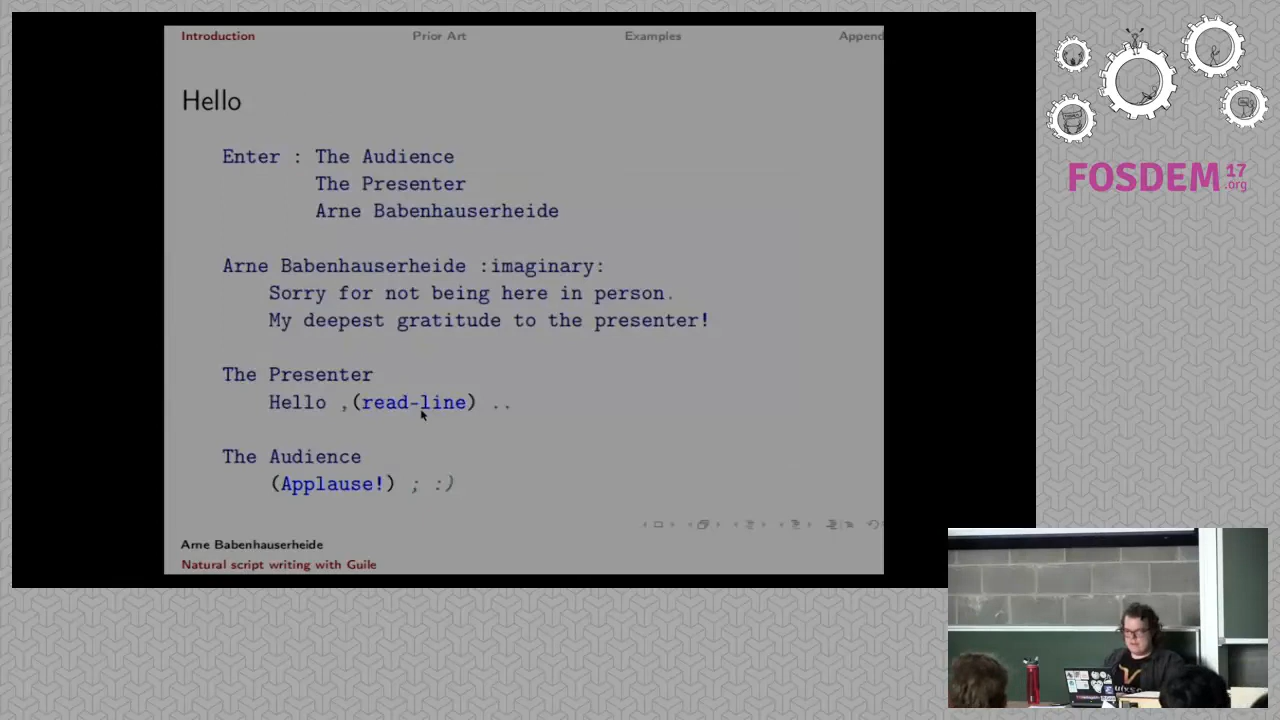 Introduction Prior Art Examples Append
Hello
Enter : The Audience
The Presenter
Arne Babenhauserheide
Arne Babenhauserheide :imaginary:
Sorry for not being here in person.
My deepest gratitude to the presenter!
The Presenter
Hello ,(read-line) ..
The Audience
(Applause!) ; :)
Arne Babenhauserheide
Natural script writing with Guile
FOSDEM 17
.org